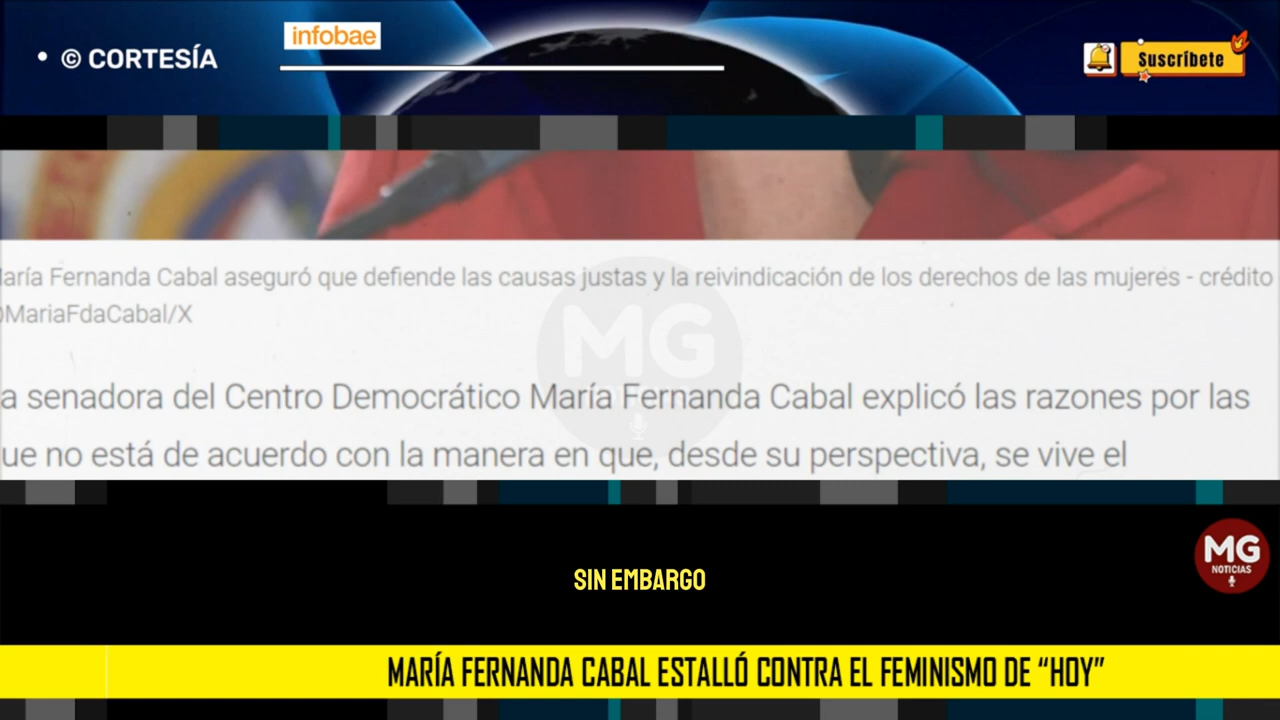 infobae
• © CORTESÍA
Suscríbete
aría Fernanda Cabal aseguró que defiende las causas justas y la reivindicación de los derechos de las mujeres - crédito
@MariaFdaCabal/X
MG
a senadora del Centro Democrático María Fernanda Cabal explicó las razones por las
ue no está de acuerdo con la manera en que, desde su perspectiva, se vive el
MG
NOTICIAS
SIN EMBARGO
MARÍA FERNANDA CABAL ESTALLÓ CONTRA EL FEMINISMO DE “HOY”